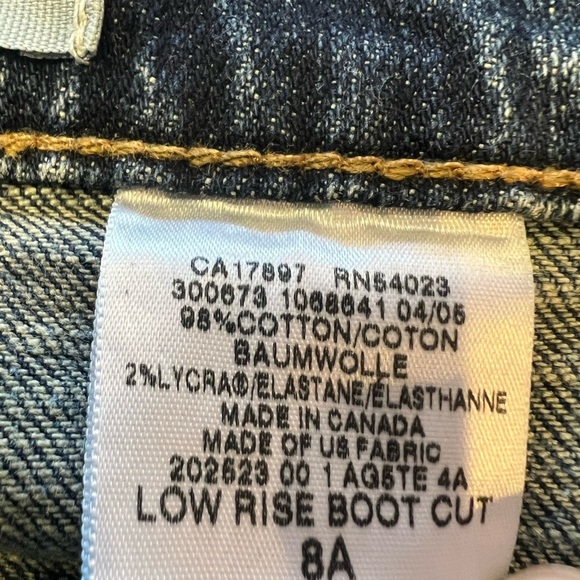 CA17897 RN54023
300673 1068641 04/05
98%COTTON/COTON
BAUMWOLLE
2%LYCRA®/ELASTANE/ELASTHANNE
MADE IN CANADA
MADE OF US FABRIC
202523 00 1 AG5TE 4A
LOW RISE BOOT CUT
8A